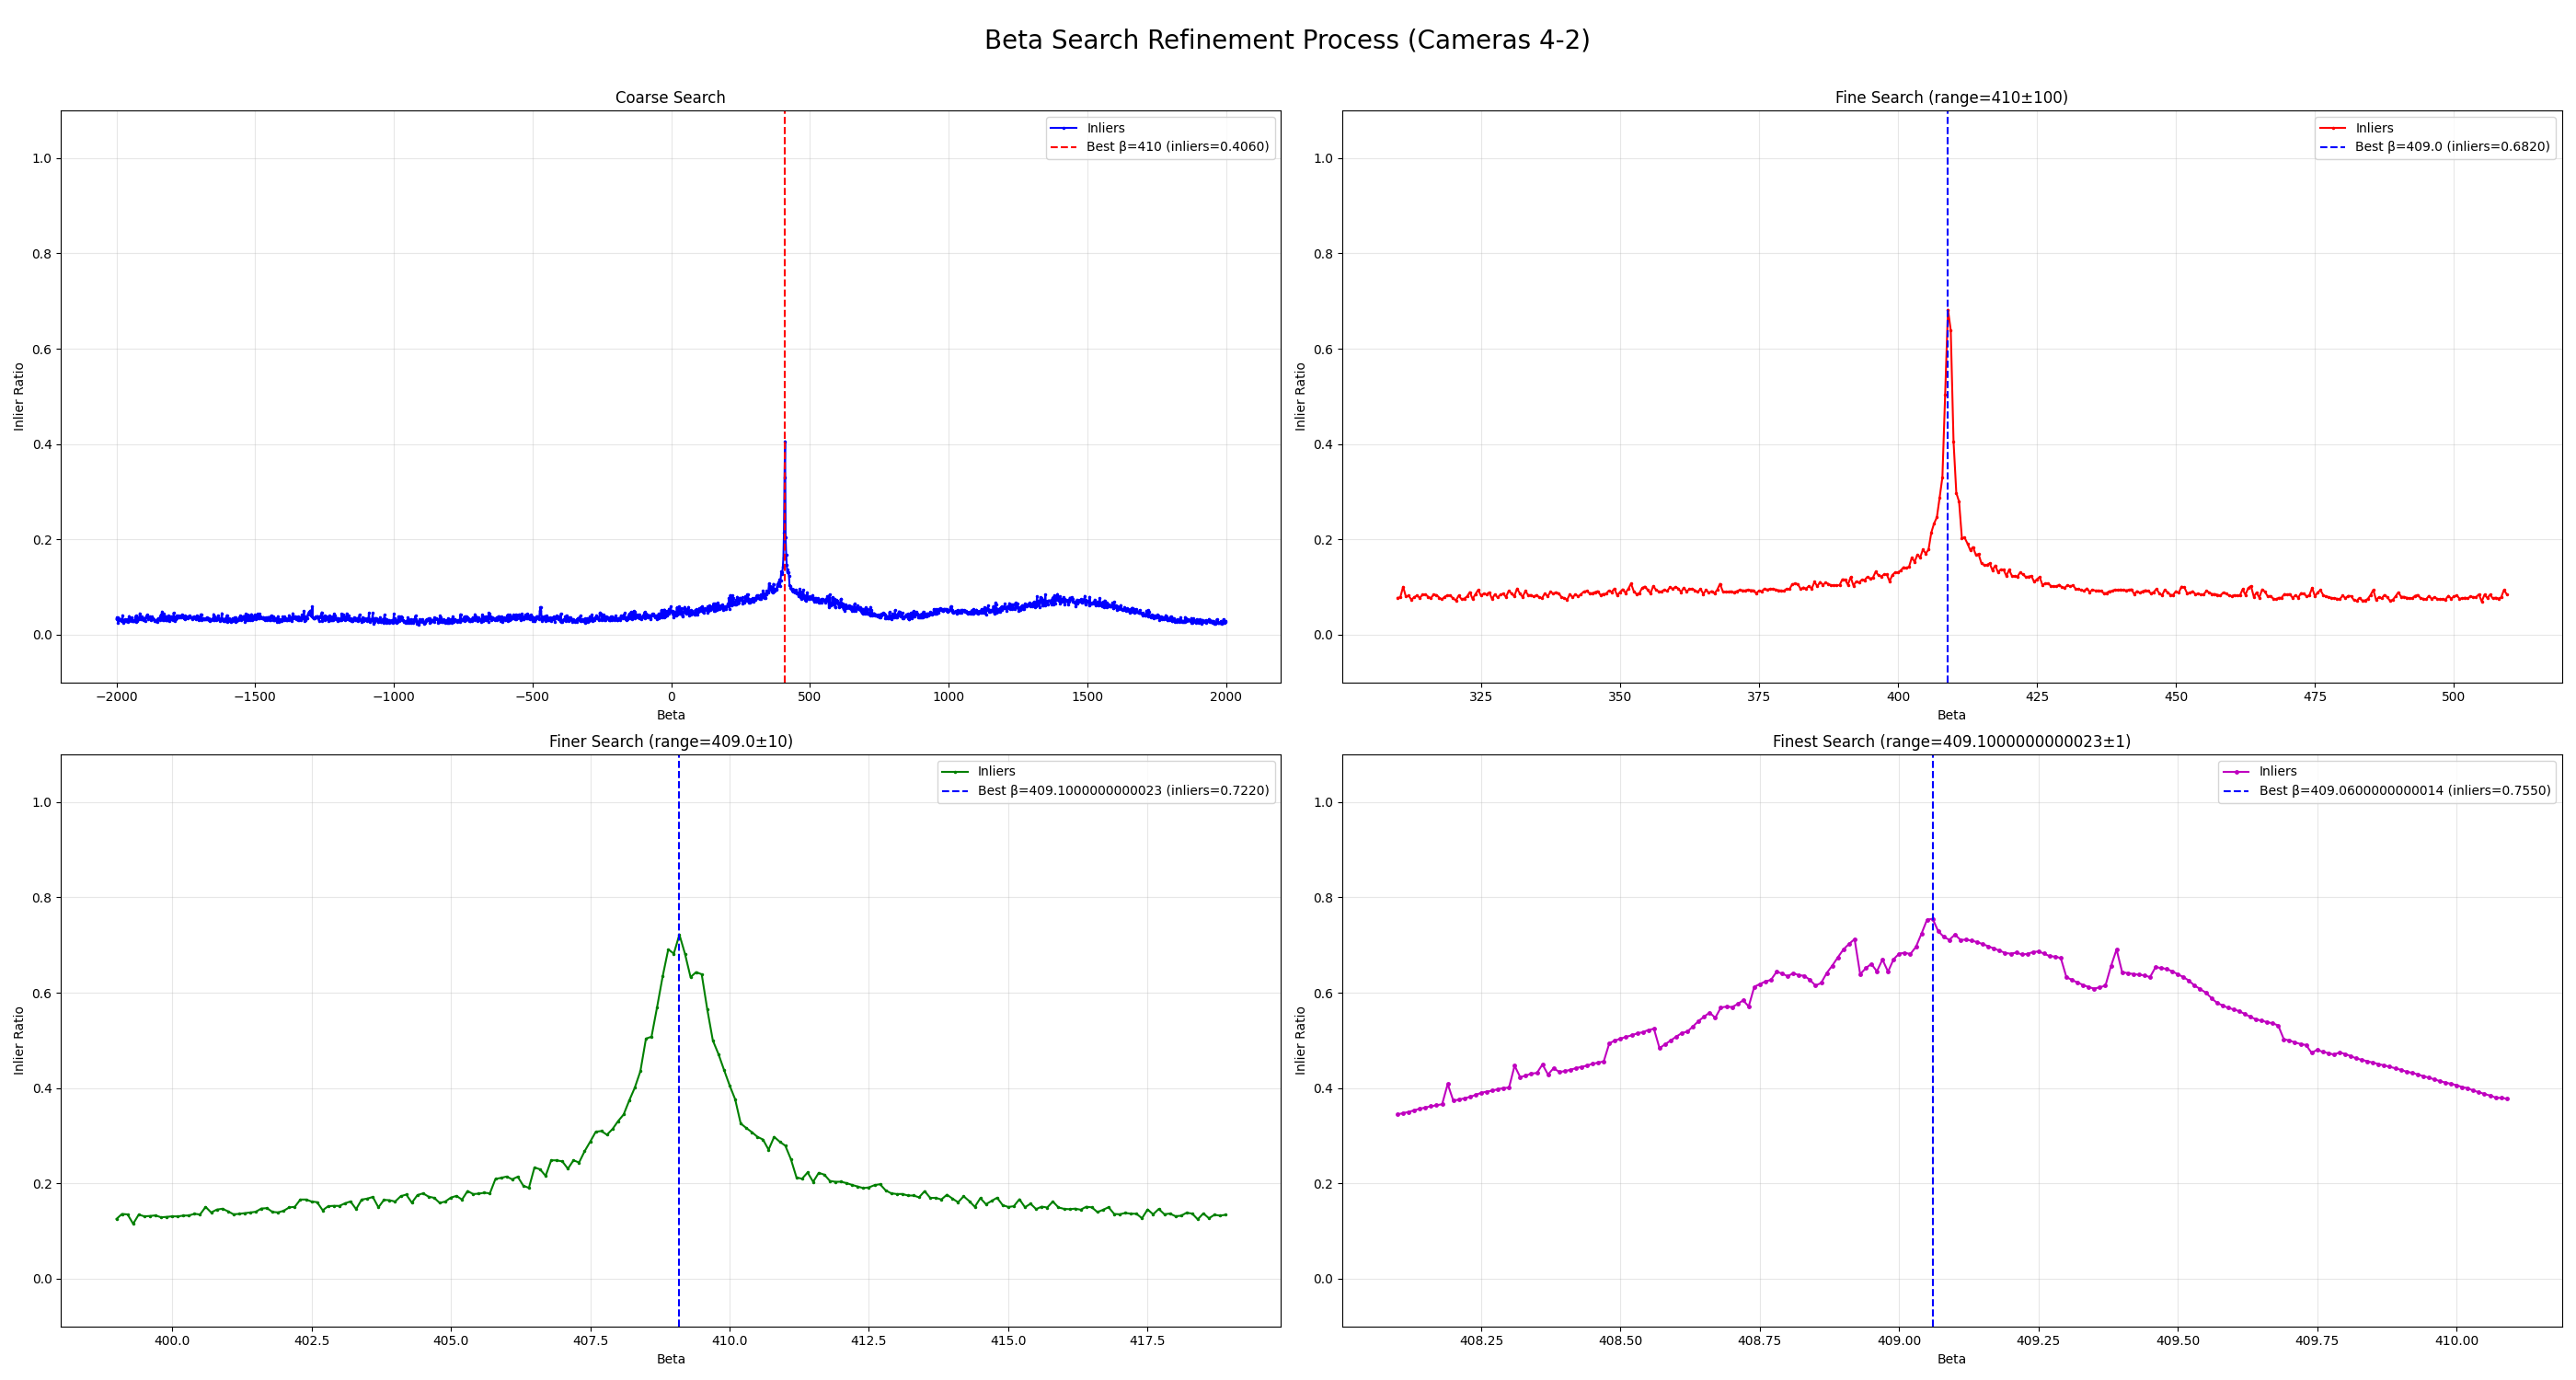 Beta Search Refinement Process (Cameras 4-2)
Coarse Search
Inliers
Best β=410 (inliers=0.4060)
1.0
0.8
0.6
0.4
0.2
0.0
Inlier Ratio
−2000 −1500 −1000 −500 0 500 1000 1500 2000
Beta
Fine Search (range=410±100)
Inliers
Best β=409.0 (inliers=0.6820)
1.0
0.8
0.6
0.4
0.2
0.0
Inlier Ratio
325 350 375 400 425 450 475 500
Beta
Finer Search (range=409.0±10)
Inliers
Best β=409.1000000000023 (inliers=0.7220)
1.0
0.8
0.6
0.4
0.2
0.0
Inlier Ratio
400.0 402.5 405.0 407.5 410.0 412.5 415.0 417.5
Beta
Finest Search (range=409.1000000000023±1)
Inliers
Best β=409.0600000000014 (inliers=0.7550)
1.0
0.8
0.6
0.4
0.2
0.0
Inlier Ratio
408.25 408.50 408.75 409.00 409.25 409.50 409.75 410.00
Beta